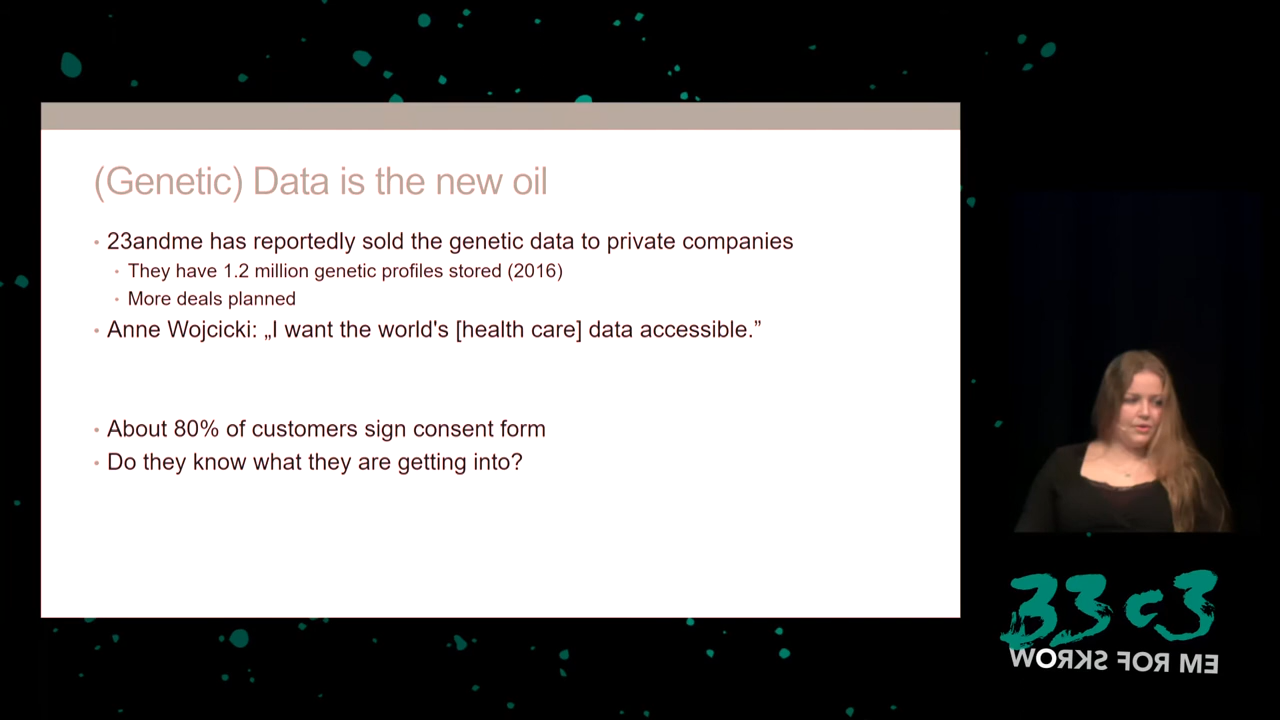 (Genetic) Data is the new oil
• 23andme has reportedly sold the genetic data to private companies
• They have 1.2 million genetic profiles stored (2016)
• More deals planned
• Anne Wojcicki: „I want the world's [health care] data accessible.”
• About 80% of customers sign consent form
• Do they know what they are getting into?
33c3
WORKS FOR ME